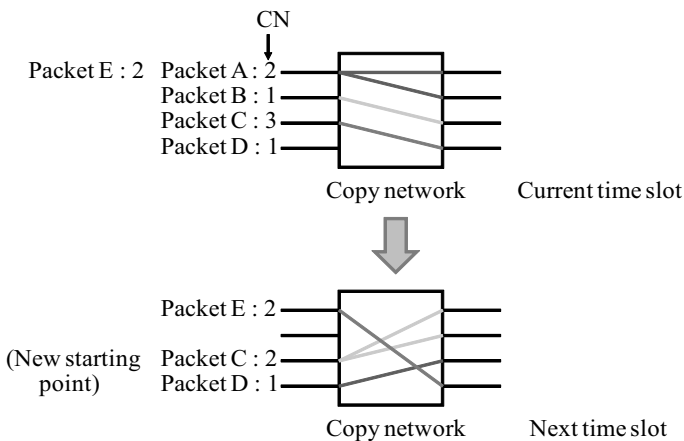 CN
Packet E : 2 Packet A : 2
Packet B : 1
Packet C : 3
Packet D : 1
Copy network Current time slot
Packet E : 2
(New starting point) Packet C : 2
Packet D : 1
Copy network Next time slot